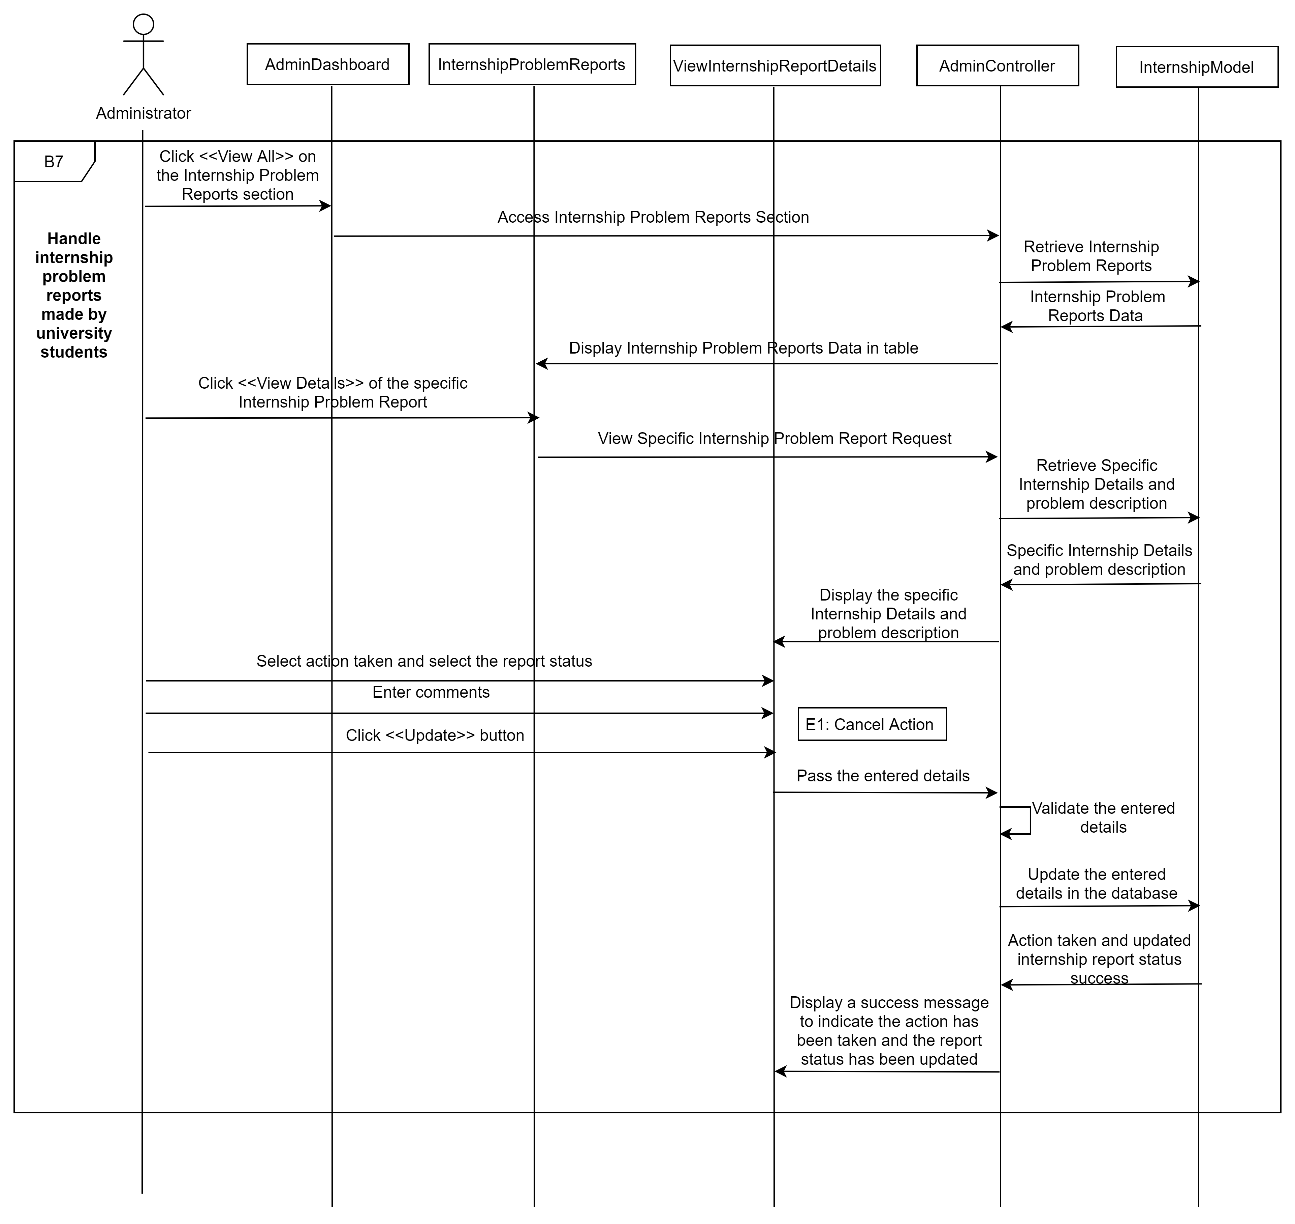 Administrator
AdminDashboard
InternshipProblemReports
ViewInternshipReportDetails
AdminController
InternshipModel
B7
Handle
internship
problem
reports
made by
university
students
Click <<View All>> on
the Internship Problem
Reports section
Access Internship Problem Reports Section
Retrieve Internship
Problem Reports
Internship Problem
Reports Data
Display Internship Problem Reports Data in table
Click <<View Details>> of the specific
Internship Problem Report
View Specific Internship Problem Report Request
Retrieve Specific
Internship Details and
problem description
Specific Internship Details
and problem description
Display the specific
Internship Details and
problem description
Select action taken and select the report status
Enter comments
E1: Cancel Action
Click <<Update>> button
Pass the entered details
Validate the entered
details
Update the entered
details in the database
Action taken and updated
internship report status
success
Display a success message
to indicate the action has
been taken and the report
status has been updated